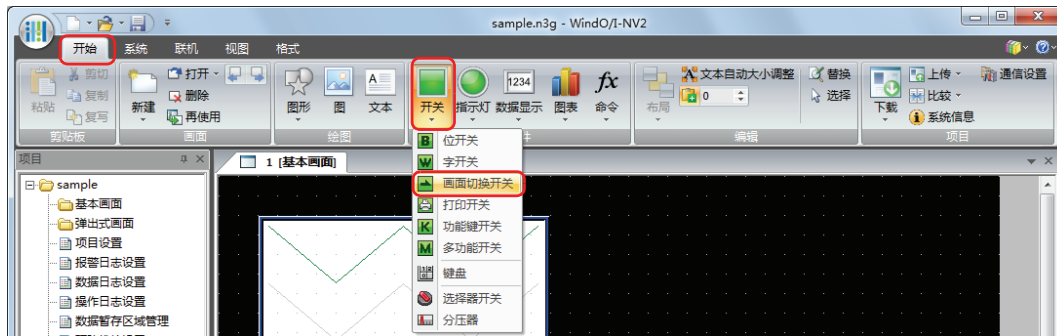 sample.n3g - WindO/I-NV2
开始 系统 联机 视图 格式
粘贴 剪切 复制 复写 剪贴板
新建 打开 删除 再使用 画面
图形 图 文本 绘图
开关 指示灯 1234 数据显示 图表 fx 命令 件
布局 文本自动大小调整 0 替换 选择 编辑
下载 上传 比较 系统信息 通信设置 项目
项目
1 [基本画面]
sample
基本画面
弹出式画面
项目设置
报警日志设置
数据日志设置
操作日志设置
数据暂存区域管理
B 位开关
W 字开关
画面切换开关
打印开关
K 功能键开关
M 多功能开关
键盘
选择器开关
分压器